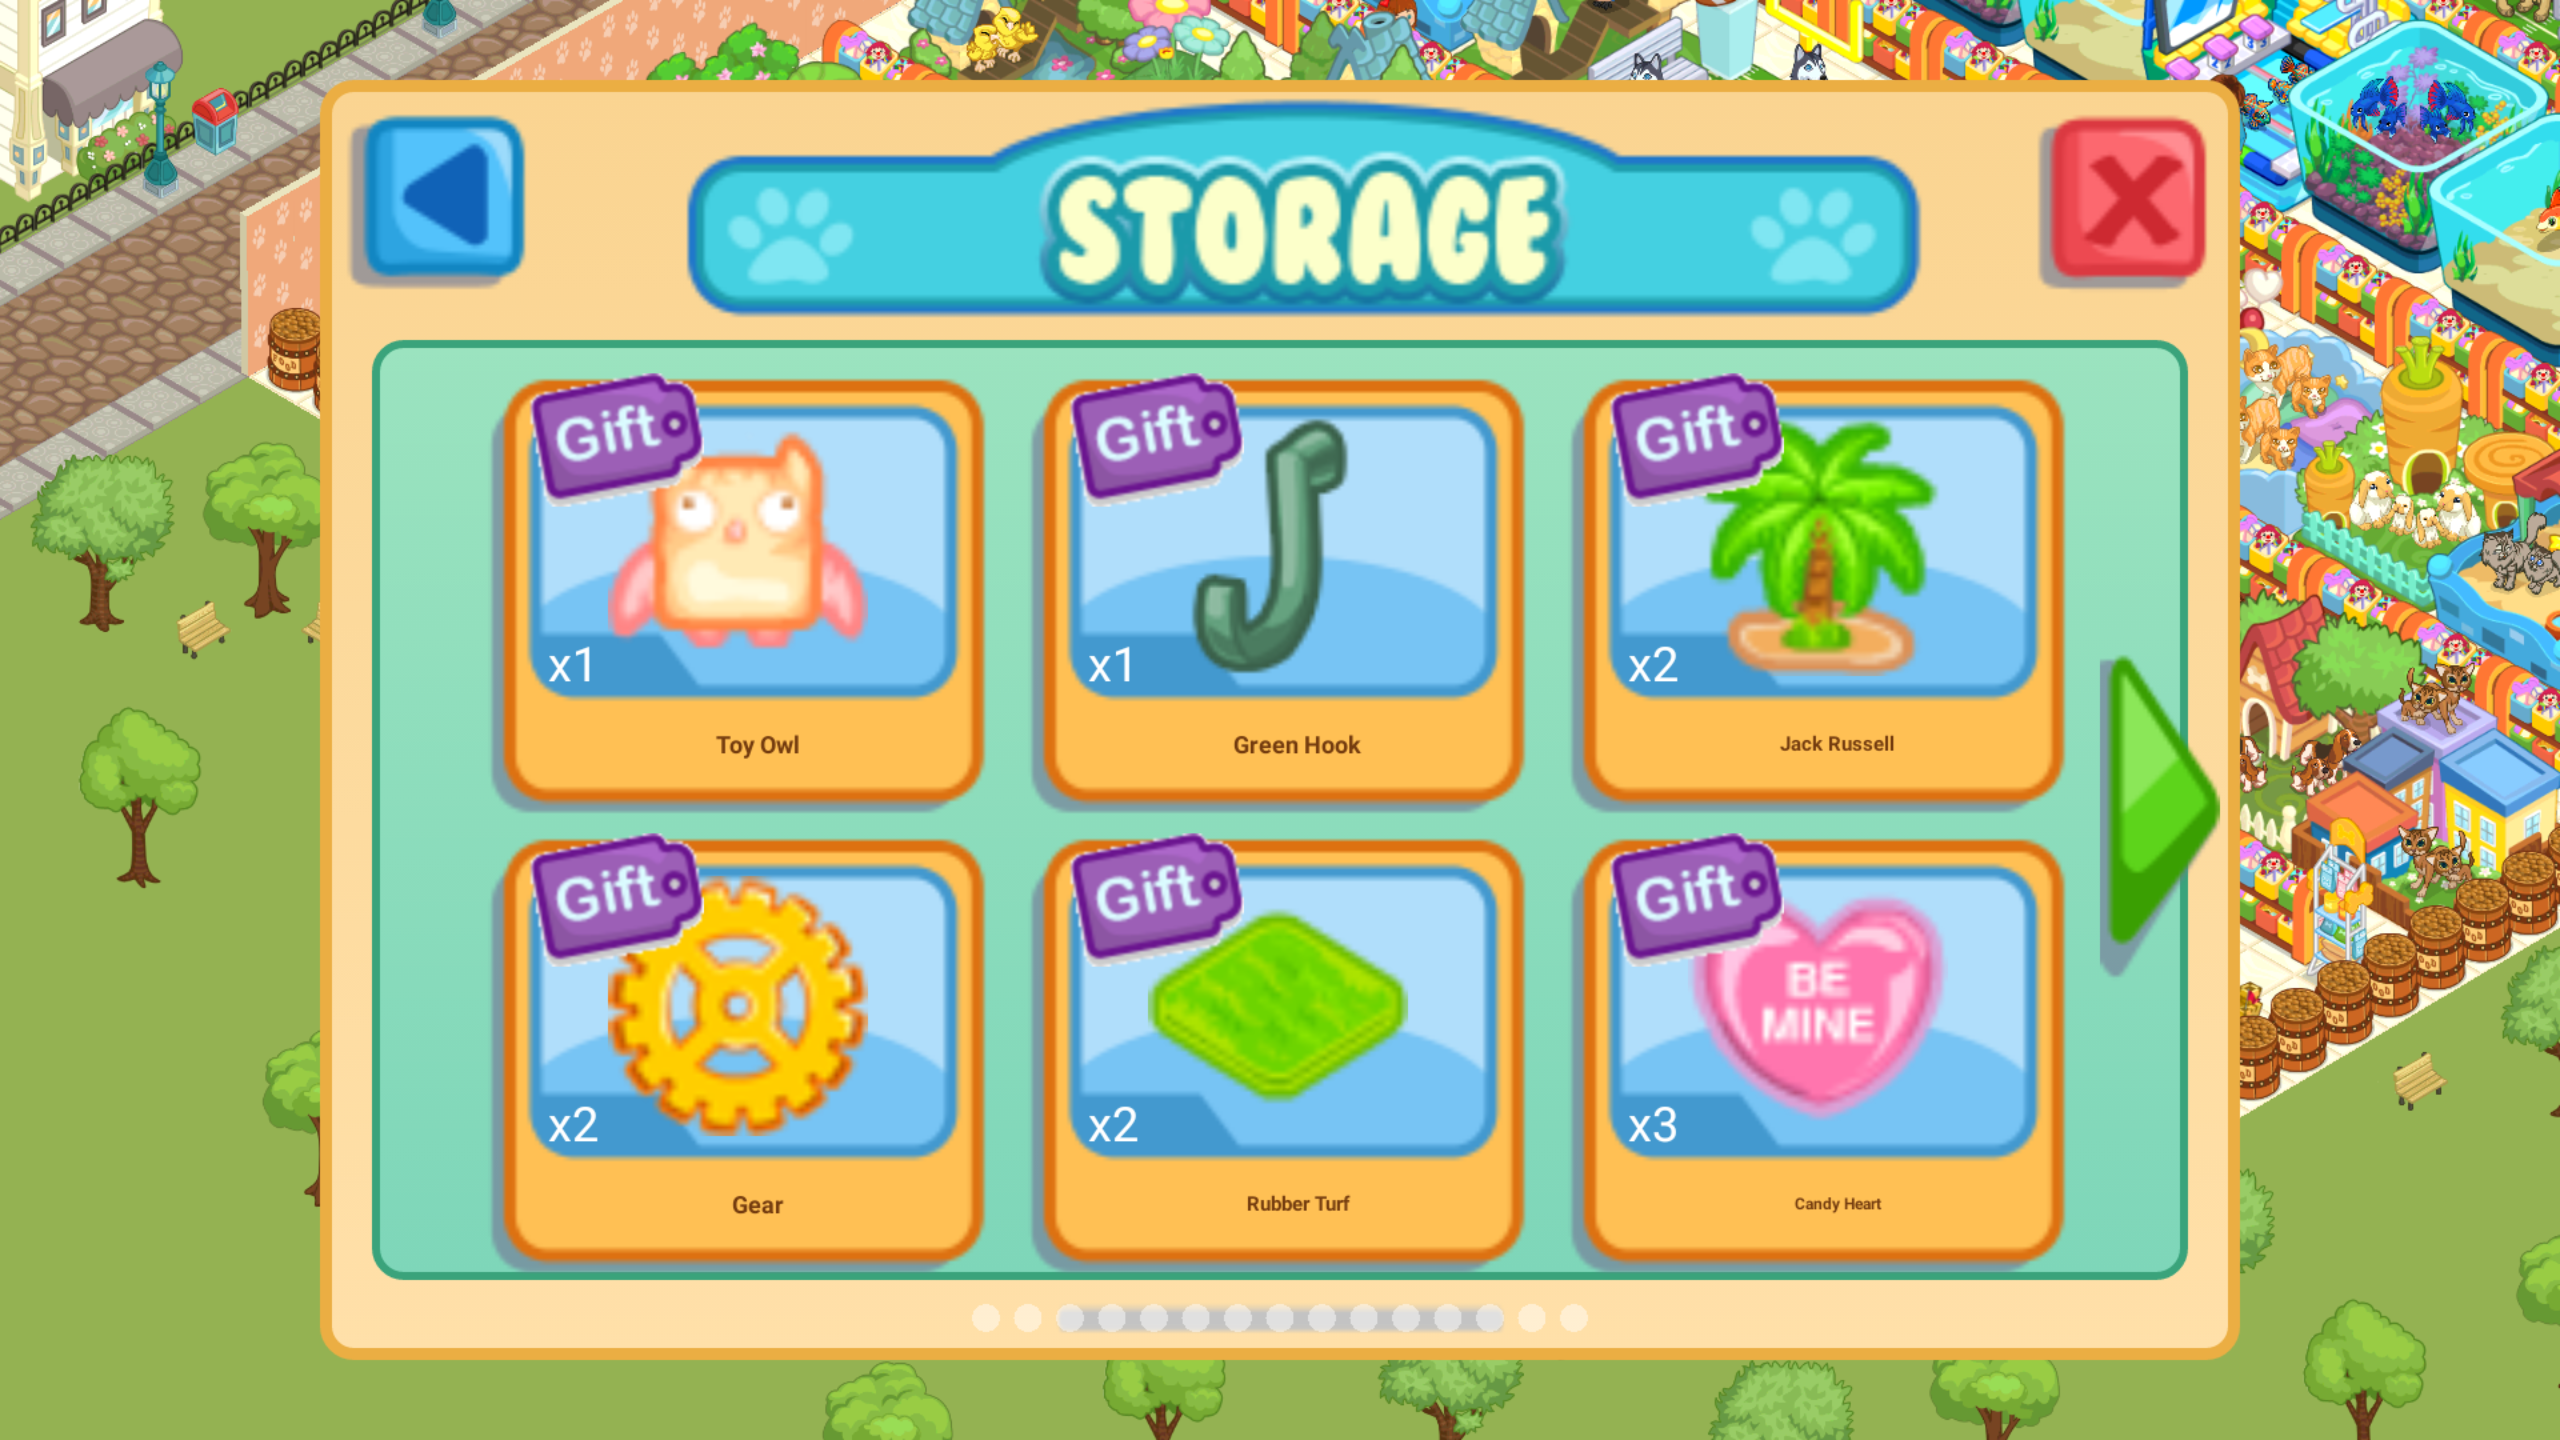 STORAGE
Gift
x1
Toy Owl
Gift
x1
Green Hook
Gift
x2
Jack Russell
Gift
x2
Gear
Gift
x2
Rubber Turf
Gift
BE
MINE
x3
Candy Heart